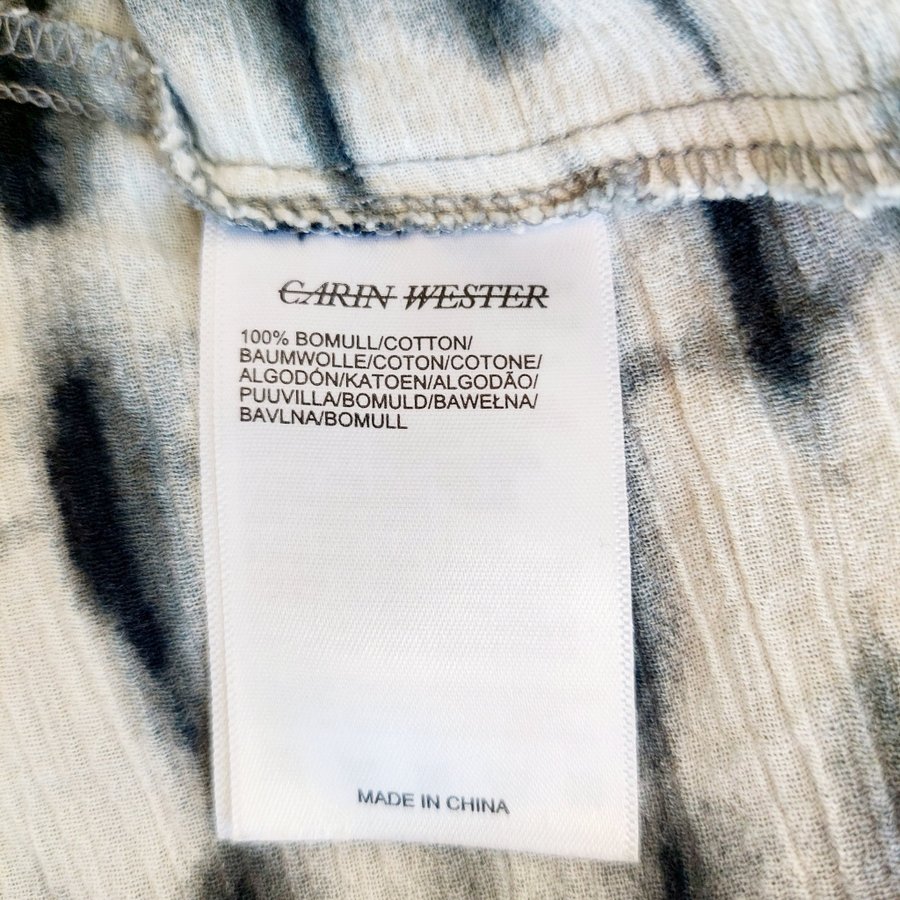 CARIN WESTER
100% BOMULL/COTTON/
BAUMWOLLE/COTON/COTONE/
ALGODÓN/KATOEN/ALGODÃO/
PUUVILLA/BOMULD/BAWEŁNA/
BAVLNA/BOMULL
MADE IN CHINA